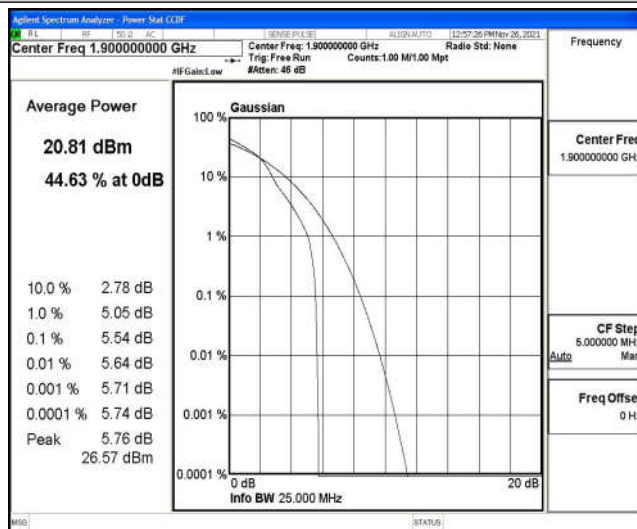 Agilent Spectrum Analyzer - Power Stat CCDF
RL RF 50 Ω AC SENSE:PULSE ALIGN AUTO 12:57:26 PM Nov 26, 2021
Center Freq 1.900000000 GHz
Center Freq: 1.900000000 GHz Radio Std: None
Trig: Free Run Counts:1.00 M/1.00 Mpt
#IFGain:Low #Atten: 46 dB
Frequency
Average Power
20.81 dBm
44.63 % at 0dB
10.0 % 2.78 dB
1.0 % 5.05 dB
0.1 % 5.54 dB
0.01 % 5.64 dB
0.001 % 5.71 dB
0.0001 % 5.74 dB
Peak 5.76 dB
26.57 dBm
Gaussian
100 %
10 %
1 %
0.1 %
0.01 %
0.001 %
0.0001 %
0 dB 20 dB
Info BW 25.000 MHz
Center Freq
1.900000000 GHz
CF Step
5.000000 MHz
Auto Man
Freq Offset
0 Hz
MSG STATUS